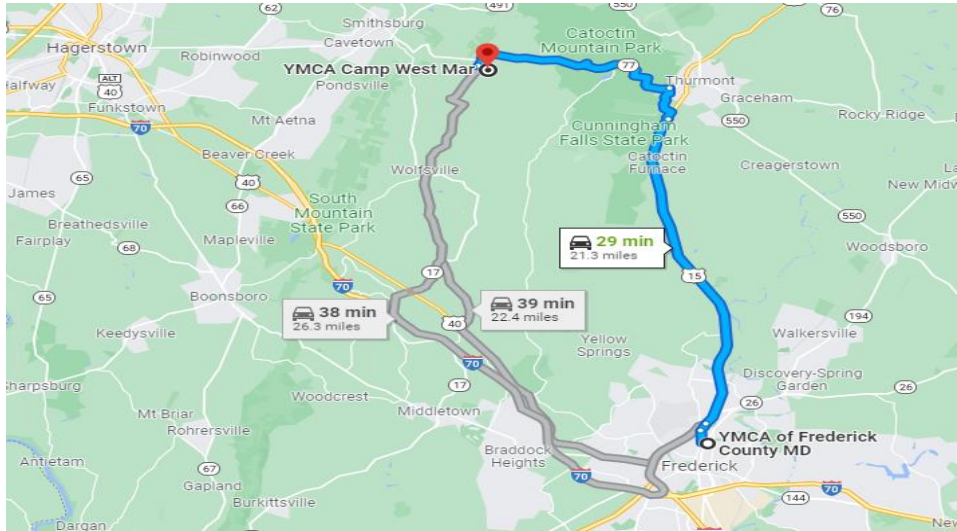 491
Smithsburg
62
Catoctin
Mountain Park
76
Hagerstown
Robinwood
Cavetown
YMCA Camp West Mar
77
Thurmont
Halfway
ALT
40
Pondsville
Graceham
Funkstown
550
Rocky Ridge
70
Mt Aetna
Cunningham
Falls State Park
Beaver Creek
Catoctin
Furnace
Creagerstown
65
40
Wolfsville
James
66
South
Mountain
State Park
New Midw
550
Breathedsville
Mapleville
29 min
21.3 miles
Woodsboro
Fairplay
68
17
15
70
65
Boonsboro
38 min
26.3 miles
39 min
22.4 miles
194
Keedysville
40
Yellow
Springs
Walkersville
70
Discovery-Spring
Garden
Sharpsburg
17
26
Woodcrest
26
Mt Briar
Middletown
Rohrersville
YMCA of Frederick
County MD
Antietam
Braddock
Heights
Frederick
67
70
Gapland
70
144
Burkittsville
Dargan
New